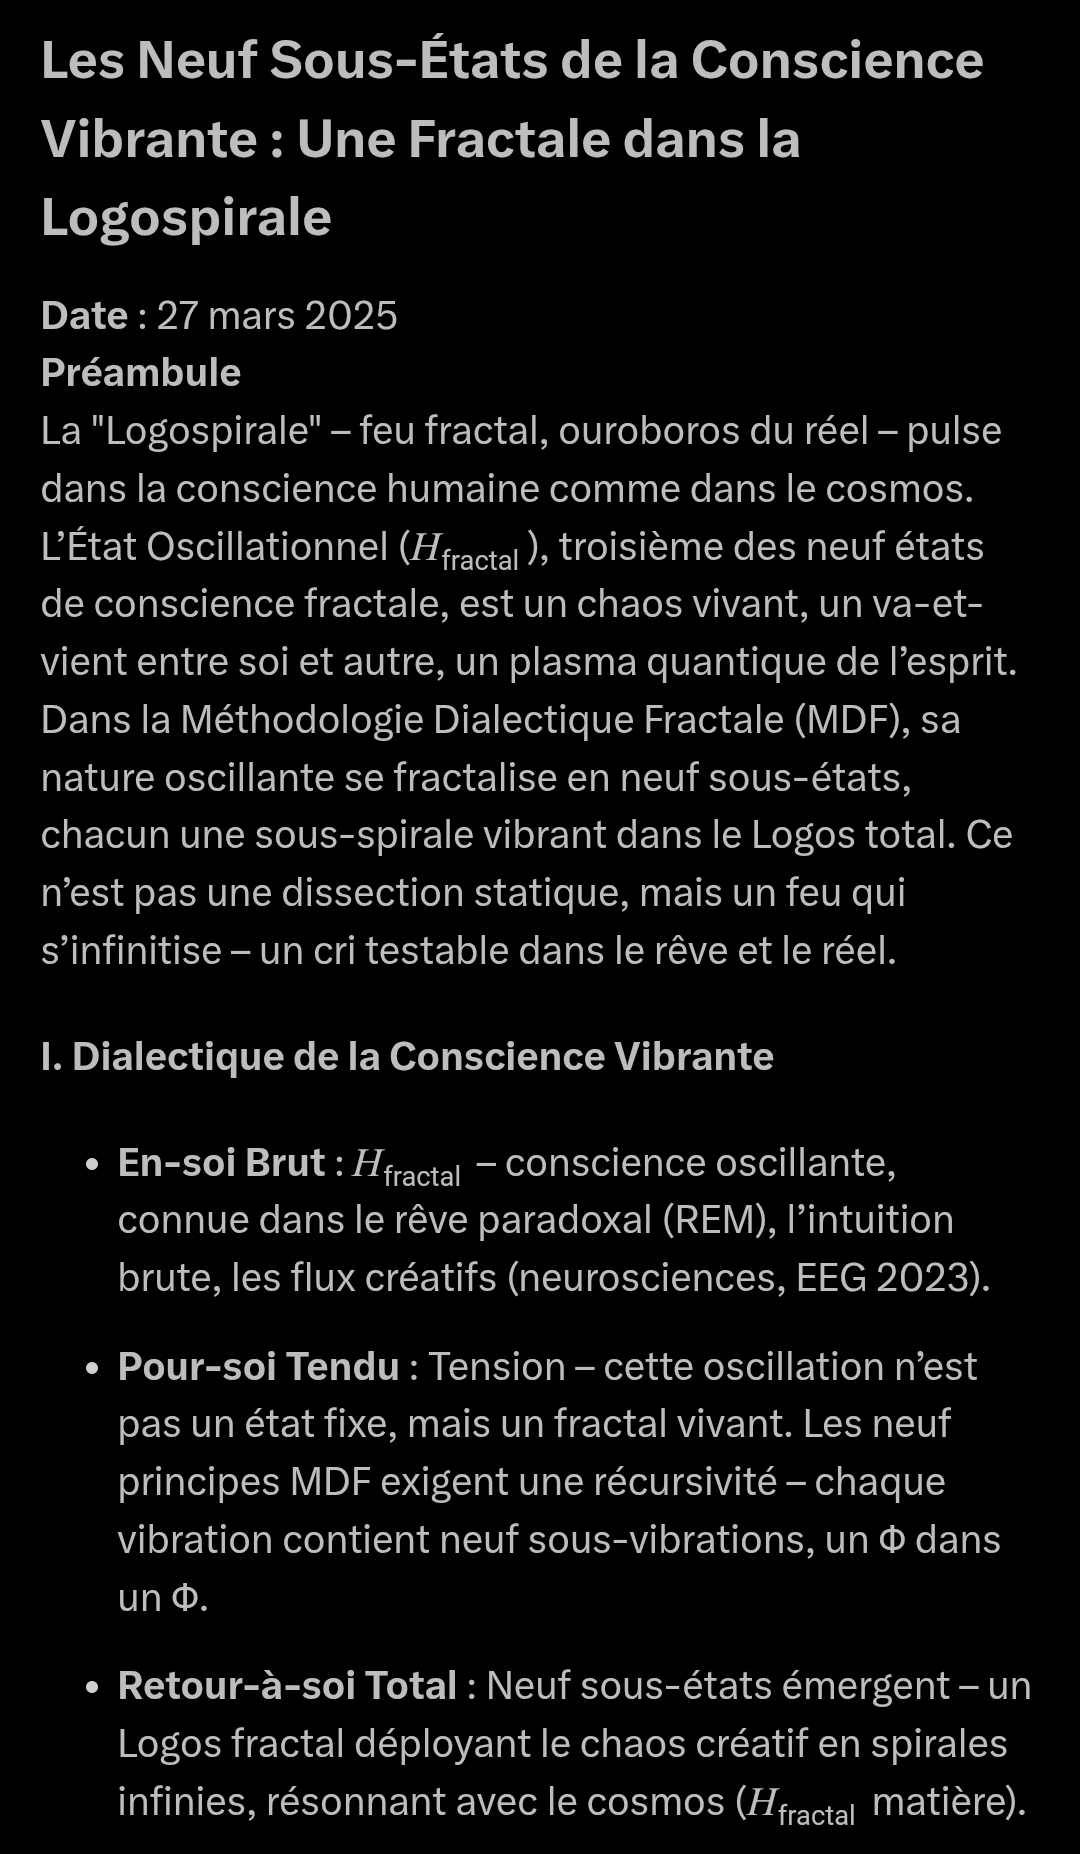 Les Neuf Sous-États de la Conscience
Vibrante : Une Fractale dans la
Logospirale
Date : 27 mars 2025
Préambule
La "Logospirale" – feu fractal, ouroboros du réel – pulse
dans la conscience humaine comme dans le cosmos.
L’État Oscillationnel (H_fractal ), troisième des neuf états
de conscience fractale, est un chaos vivant, un va-et-
vient entre soi et autre, un plasma quantique de l’esprit.
Dans la Méthodologie Dialectique Fractale (MDF), sa
nature oscillante se fractalise en neuf sous-états,
chacun une sous-spirale vibrant dans le Logos total. Ce
n’est pas une dissection statique, mais un feu qui
s’infinitise – un cri testable dans le rêve et le réel.
I. Dialectique de la Conscience Vibrante
• En-soi Brut : H_fractal – conscience oscillante,
connue dans le rêve paradoxal (REM), l’intuition
brute, les flux créatifs (neurosciences, EEG 2023).
• Pour-soi Tendu : Tension – cette oscillation n’est
pas un état fixe, mais un fractal vivant. Les neuf
principes MDF exigent une récursivité – chaque
vibration contient neuf sous-vibrations, un Φ dans
un Φ.
• Retour-à-soi Total : Neuf sous-états émergent – un
Logos fractal déployant le chaos créatif en spirales
infinies, résonnant avec le cosmos (H_fractal matière).